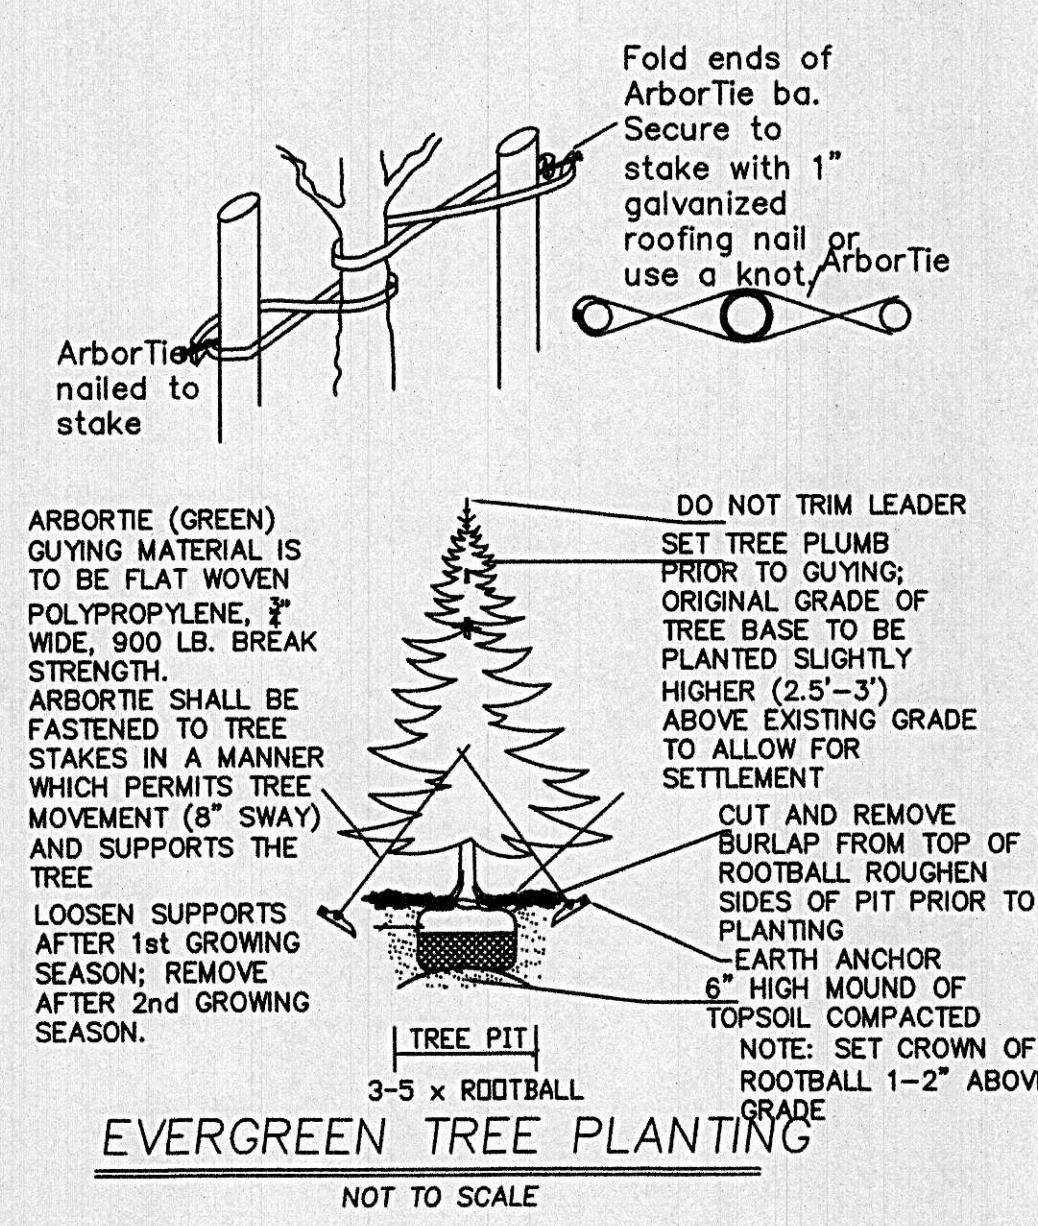 Fold ends of
ArborTie ba.
Secure to
stake with 1"
galvanized
roofing nail or
use a knot,
ArborTie
ArborTie
nailed to
stake
ARBORTIE (GREEN)
GUYING MATERIAL IS
TO BE FLAT WOVEN
POLYPROPYLENE, ¾"
WIDE, 900 LB. BREAK
STRENGTH.
ARBORTIE SHALL BE
FASTENED TO TREE
STAKES IN A MANNER
WHICH PERMITS TREE
MOVEMENT (8" SWAY)
AND SUPPORTS THE
TREE
LOOSEN SUPPORTS
AFTER 1st GROWING
SEASON; REMOVE
AFTER 2nd GROWING
SEASON.
DO NOT TRIM LEADER
SET TREE PLUMB
PRIOR TO GUYING;
ORIGINAL GRADE OF
TREE BASE TO BE
PLANTED SLIGHTLY
HIGHER (2.5'-3')
ABOVE EXISTING GRADE
TO ALLOW FOR
SETTLEMENT
CUT AND REMOVE
BURLAP FROM TOP OF
ROOTBALL ROUGHEN
SIDES OF PIT PRIOR TO
PLANTING
EARTH ANCHOR
6" HIGH MOUND OF
TOPSOIL COMPACTED
NOTE: SET CROWN OF
ROOTBALL 1-2" ABOVE
GRADE
TREE PIT
3-5 x ROOTBALL
EVERGREEN TREE PLANTING
NOT TO SCALE